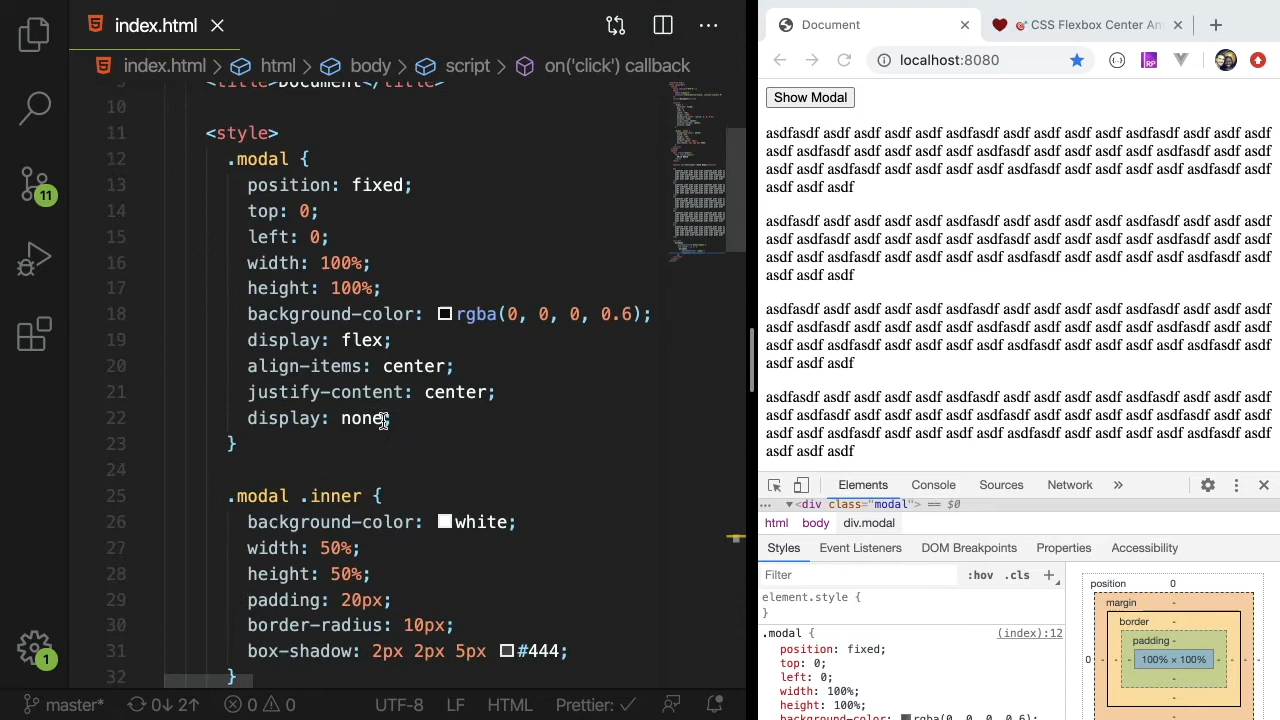 index.html
index.html > html > body > script > on('click') callback
<title>Document</title>
10
11 <style>
12 .modal {
13 position: fixed;
14 top: 0;
15 left: 0;
16 width: 100%;
17 height: 100%;
18 background-color: rgba(0, 0, 0, 0.6);
19 display: flex;
20 align-items: center;
21 justify-content: center;
22 display: none;
23 }
24
25 .modal .inner {
26 background-color: white;
27 width: 50%;
28 height: 50%;
29 padding: 20px;
30 border-radius: 10px;
31 box-shadow: 2px 2px 5px #444;
32 }
11
1
master* 0↓ 2↑ 0 0 UTF-8 LF HTML Prettier: ✓
Document
CSS Flexbox Center An
localhost:8080
RP
Show Modal
asdfasdf asdf asdf asdf asdf asdfasdf asdf asdf asdf asdf asdfasdf asdf asdf asdf
asdf asdfasdf asdf asdf asdf asdf asdfasdf asdf asdf asdf asdf asdfasdf asdf asdf
asdf asdf asdfasdf asdf asdf asdf asdf asdfasdf asdf asdf asdf asdf asdfasdf asdf
asdf asdf asdf
asdfasdf asdf asdf asdf asdf asdfasdf asdf asdf asdf asdf asdfasdf asdf asdf asdf
asdf asdfasdf asdf asdf asdf asdf asdfasdf asdf asdf asdf asdf asdfasdf asdf asdf
asdf asdf asdfasdf asdf asdf asdf asdf asdfasdf asdf asdf asdf asdf asdfasdf asdf
asdf asdf asdf
asdfasdf asdf asdf asdf asdf asdfasdf asdf asdf asdf asdf asdfasdf asdf asdf asdf
asdf asdfasdf asdf asdf asdf asdf asdfasdf asdf asdf asdf asdf asdfasdf asdf asdf
asdf asdf asdfasdf asdf asdf asdf asdf asdfasdf asdf asdf asdf asdf asdfasdf asdf
asdf asdf asdf
asdfasdf asdf asdf asdf asdf asdfasdf asdf asdf asdf asdf asdfasdf asdf asdf asdf
asdf asdfasdf asdf asdf asdf asdf asdfasdf asdf asdf asdf asdf asdfasdf asdf asdf
asdf asdf asdfasdf asdf asdf asdf asdf asdfasdf asdf asdf asdf asdf asdfasdf asdf
asdf asdf asdf
Elements Console Sources Network »
... ▼<div class="modal"> == $0
html body div.modal
Styles Event Listeners DOM Breakpoints Properties Accessibility
Filter :hov .cls +
element.style {
}
.modal { (index):12
position: fixed;
top: 0;
left: 0;
width: 100%;
height: 100%;
background-color: rgba(0, 0, 0, 0.6);
position 0
margin -
border -
padding -
0 - - - 100% × 100% - - -
-
-